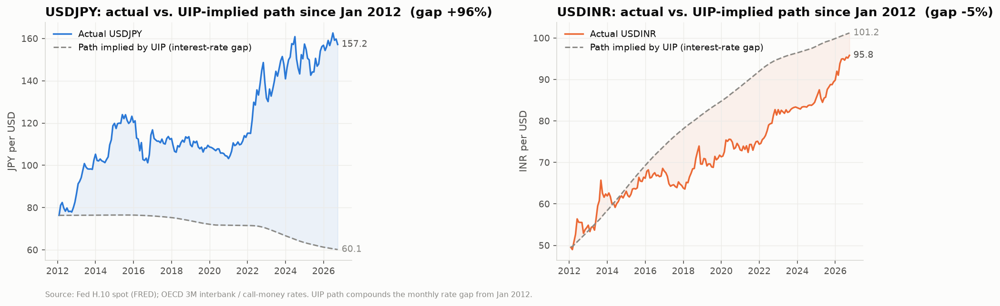 USDJPY: actual vs. UIP-implied path since Jan 2012 (gap +96%)
Actual USDJPY
Path implied by UIP (interest-rate gap)
JPY per USD
160
140
120
100
80
60
157.2
60.1
2012 2014 2016 2018 2020 2022 2024 2026
USDINR: actual vs. UIP-implied path since Jan 2012 (gap -5%)
Actual USDINR
Path implied by UIP (interest-rate gap)
INR per USD
100
90
80
70
60
50
101.2
95.8
2012 2014 2016 2018 2020 2022 2024 2026
Source: Fed H.10 spot (FRED); OECD 3M interbank / call-money rates. UIP path compounds the monthly rate gap from Jan 2012.